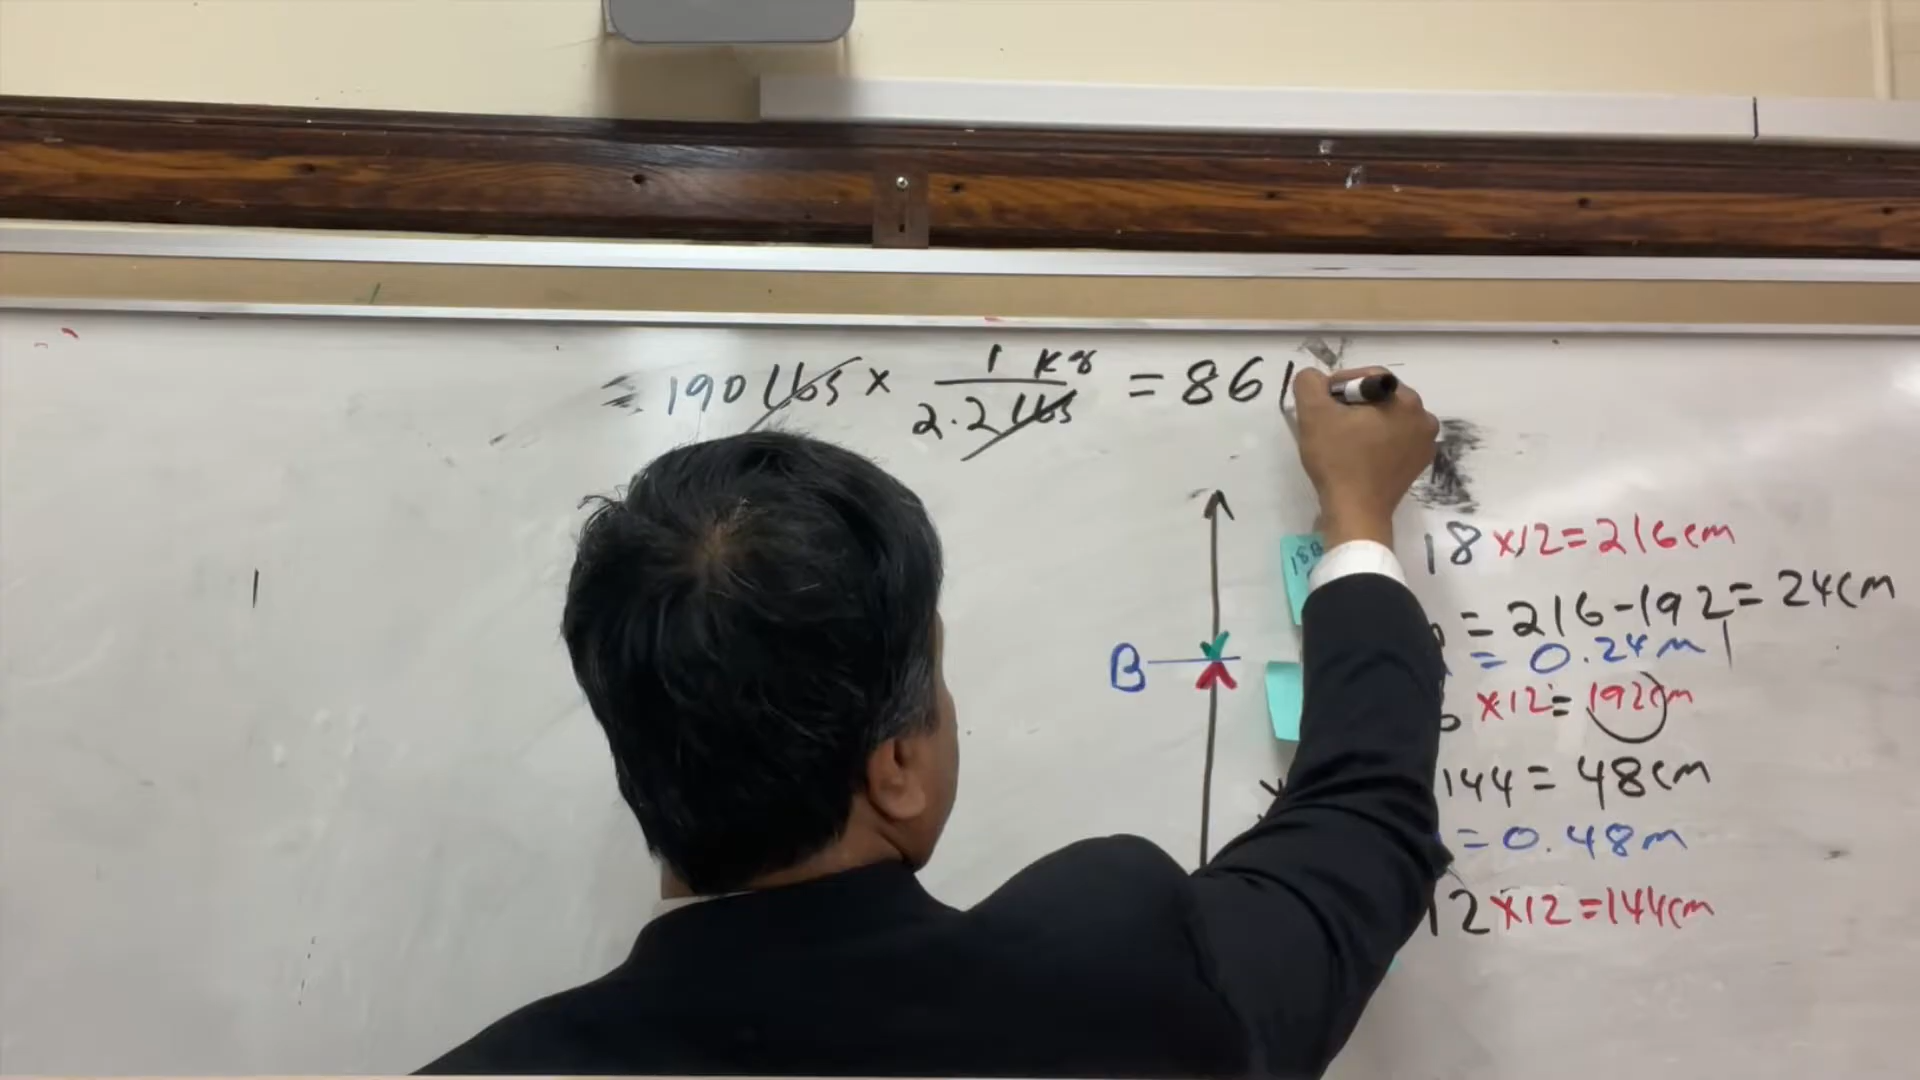 = 190 lbs × 1 kg / 2.2 lbs = 86
18 ×12 = 216cm
= 216-192 = 24cm
= 0.24m
B
×12 = 192cm
144 = 48cm
= 0.48m
12 ×12 = 144cm